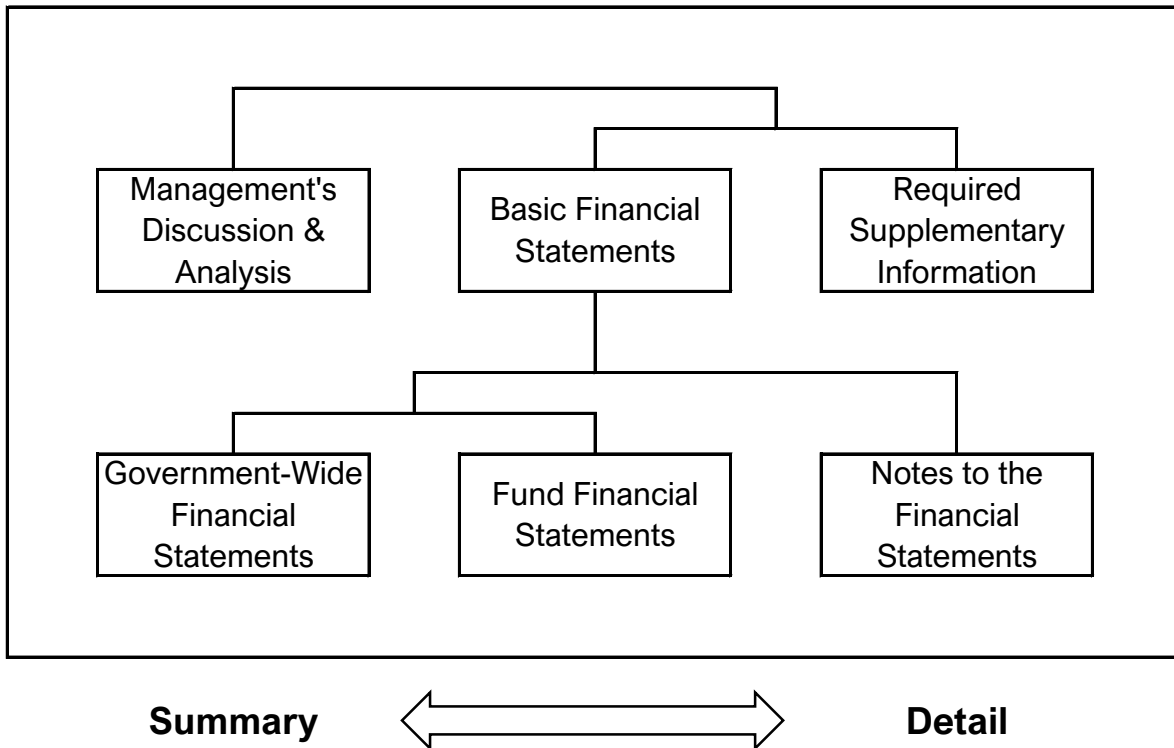 Management's
Discussion &
Analysis
Basic Financial
Statements
Required
Supplementary
Information
Government-Wide
Financial
Statements
Fund Financial
Statements
Notes to the
Financial
Statements
Summary
Detail